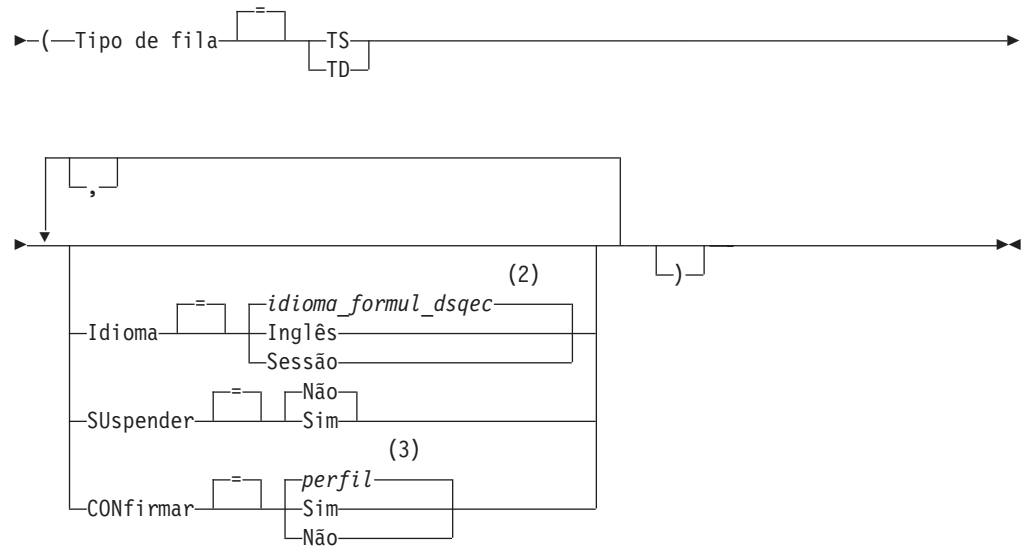 =
( Tipo de fila TS
TD
,
(2)
)
= idioma_formul_dsqec
Idioma Inglês
Sessão
= Não
SUspender Sim
(3)
= perfil
CONfirmar Sim
Não